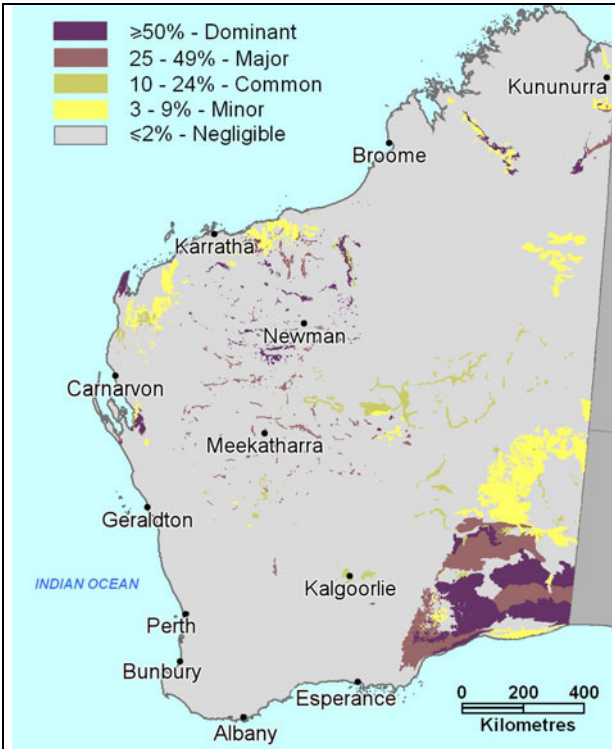 ≥50% - Dominant
25 - 49% - Major
10 - 24% - Common
3 - 9% - Minor
≤2% - Negligible
Kununurra
Broome
Karratha
Newman
Carnarvon
Meekatharra
Geraldton
Kalgoorlie
INDIAN OCEAN
Perth
Bunbury
Esperance
Albany
0 200 400
Kilometres